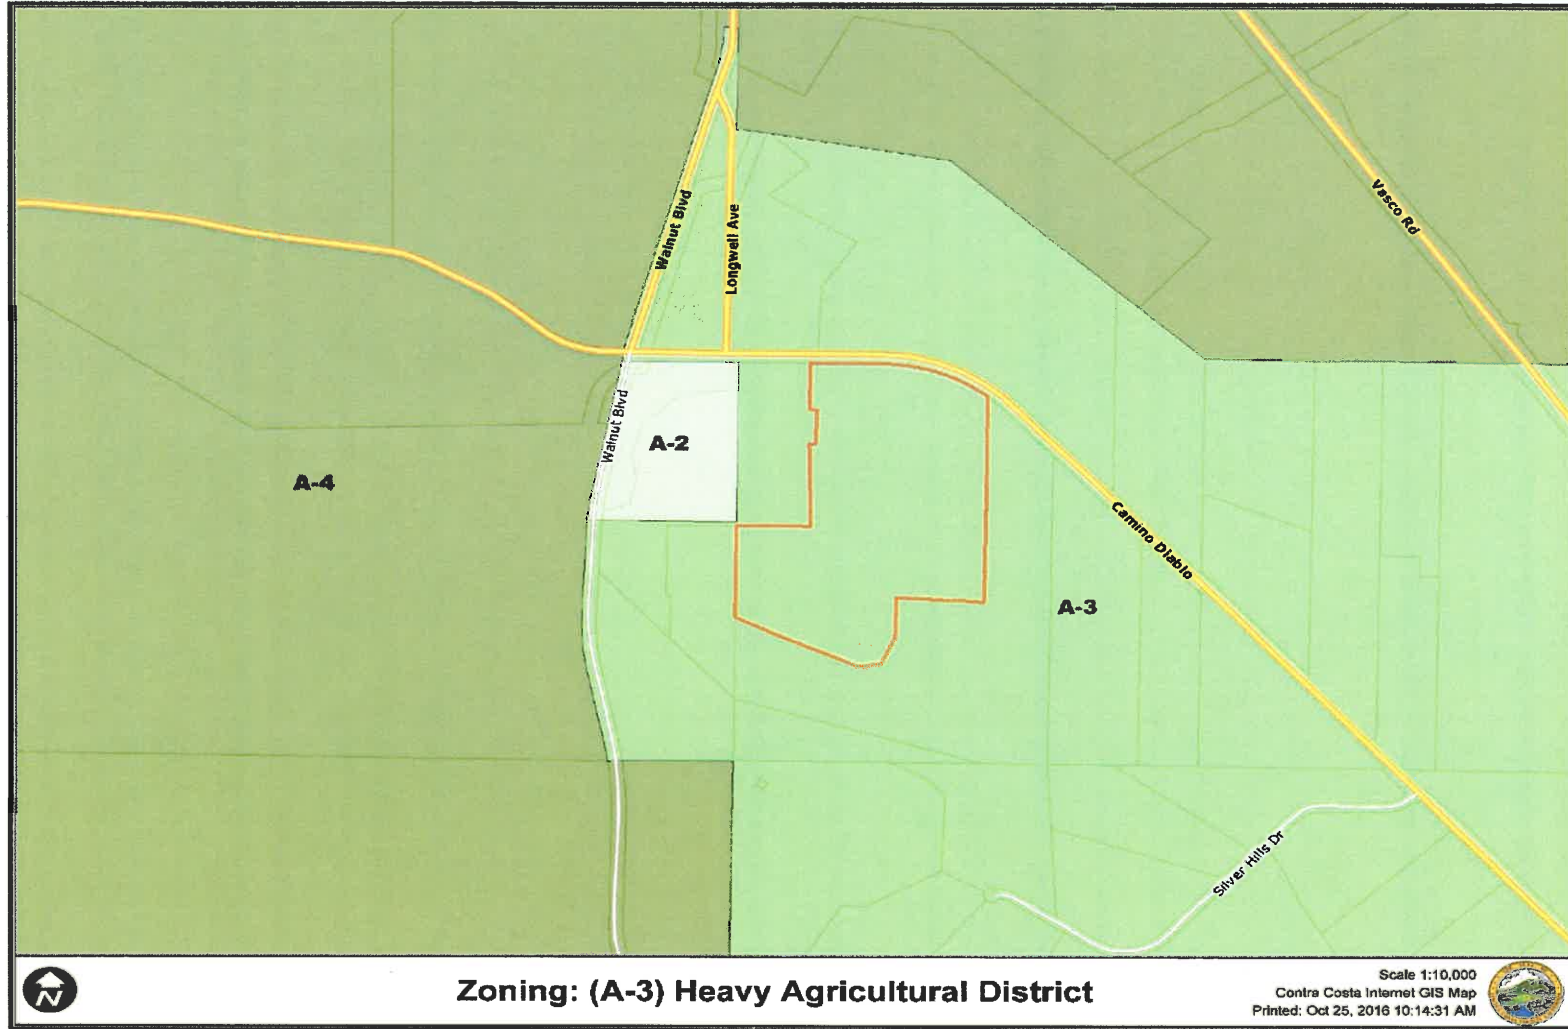 Walnut Blvd
Longwell Ave
Vasco Rd
Walnut Blvd
A-2
A-4
Camino Diablo
A-3
Silver Hills Dr
N
Zoning: (A-3) Heavy Agricultural District
Scale 1:10,000
Contra Costa Internet GIS Map
Printed: Oct 25, 2016 10:14:31 AM